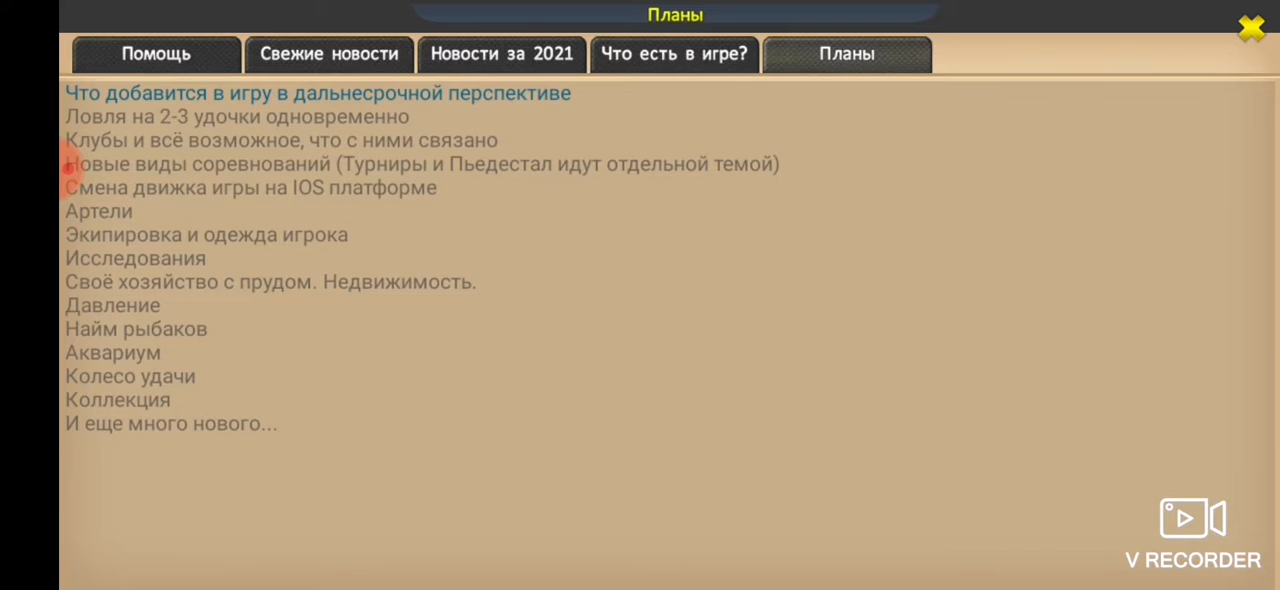 Планы
Помощь
Свежие новости
Новости за 2021
Что есть в игре?
Планы
Что добавится в игру в дальнесрочной перспективе
Ловля на 2-3 удочки одновременно
Клубы и всё возможное, что с ними связано
Новые виды соревнований (Турниры и Пьедестал идут отдельной темой)
Смена движка игры на IOS платформе
Артели
Экипировка и одежда игрока
Исследования
Своё хозяйство с прудом. Недвижимость.
Давление
Найм рыбаков
Аквариум
Колесо удачи
Коллекция
И еще много нового...
V RECORDER